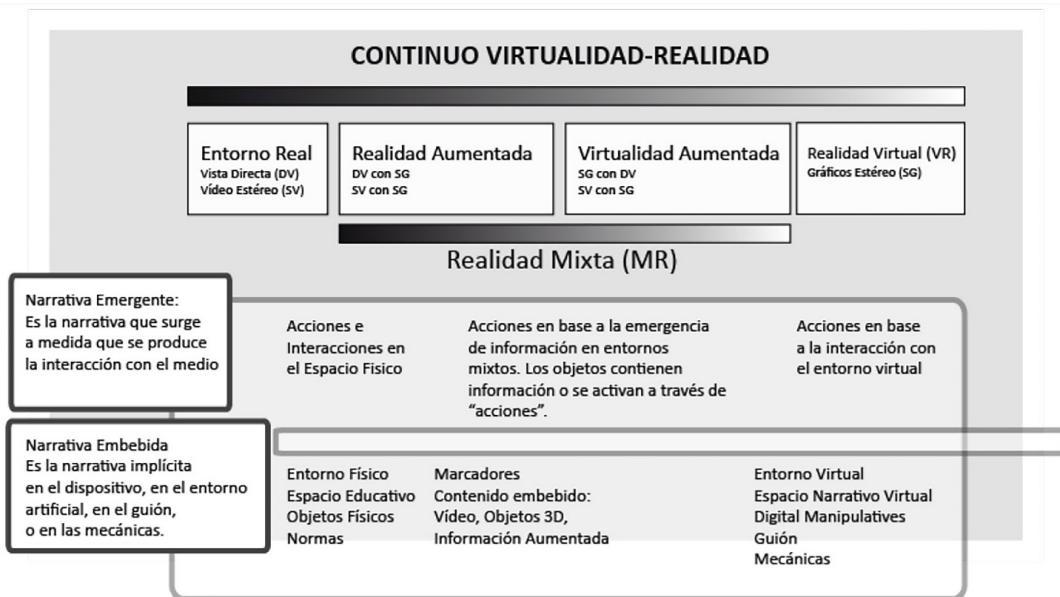 CONTINUO VIRTUALIDAD-REALIDAD
Entorno Real
Vista Directa (DV)
Vídeo Estéreo (SV)
Realidad Aumentada
DV con SG
SV con SG
Virtualidad Aumentada
SG con DV
SV con SG
Realidad Virtual (VR)
Gráficos Estéreo (SG)
Realidad Mixta (MR)
Narrativa Emergente:
Es la narrativa que surge
a medida que se produce
la interacción con el medio
Acciones e
Interacciones en
el Espacio Fisico
Acciones en base a la emergencia
de información en entornos
mixtos. Los objetos contienen
información o se activan a través de
“acciones”.
Acciones en base
a la interacción con
el entorno virtual
Narrativa Embebida
Es la narrativa implícita
en el dispositivo, en el entorno
artificial, en el guión,
o en las mecánicas.
Entorno Físico
Espacio Educativo
Objetos Físicos
Normas
Marcadores
Contenido embebido:
Vídeo, Objetos 3D,
Información Aumentada
Entorno Virtual
Espacio Narrativo Virtual
Digital Manipulatives
Guión
Mecánicas